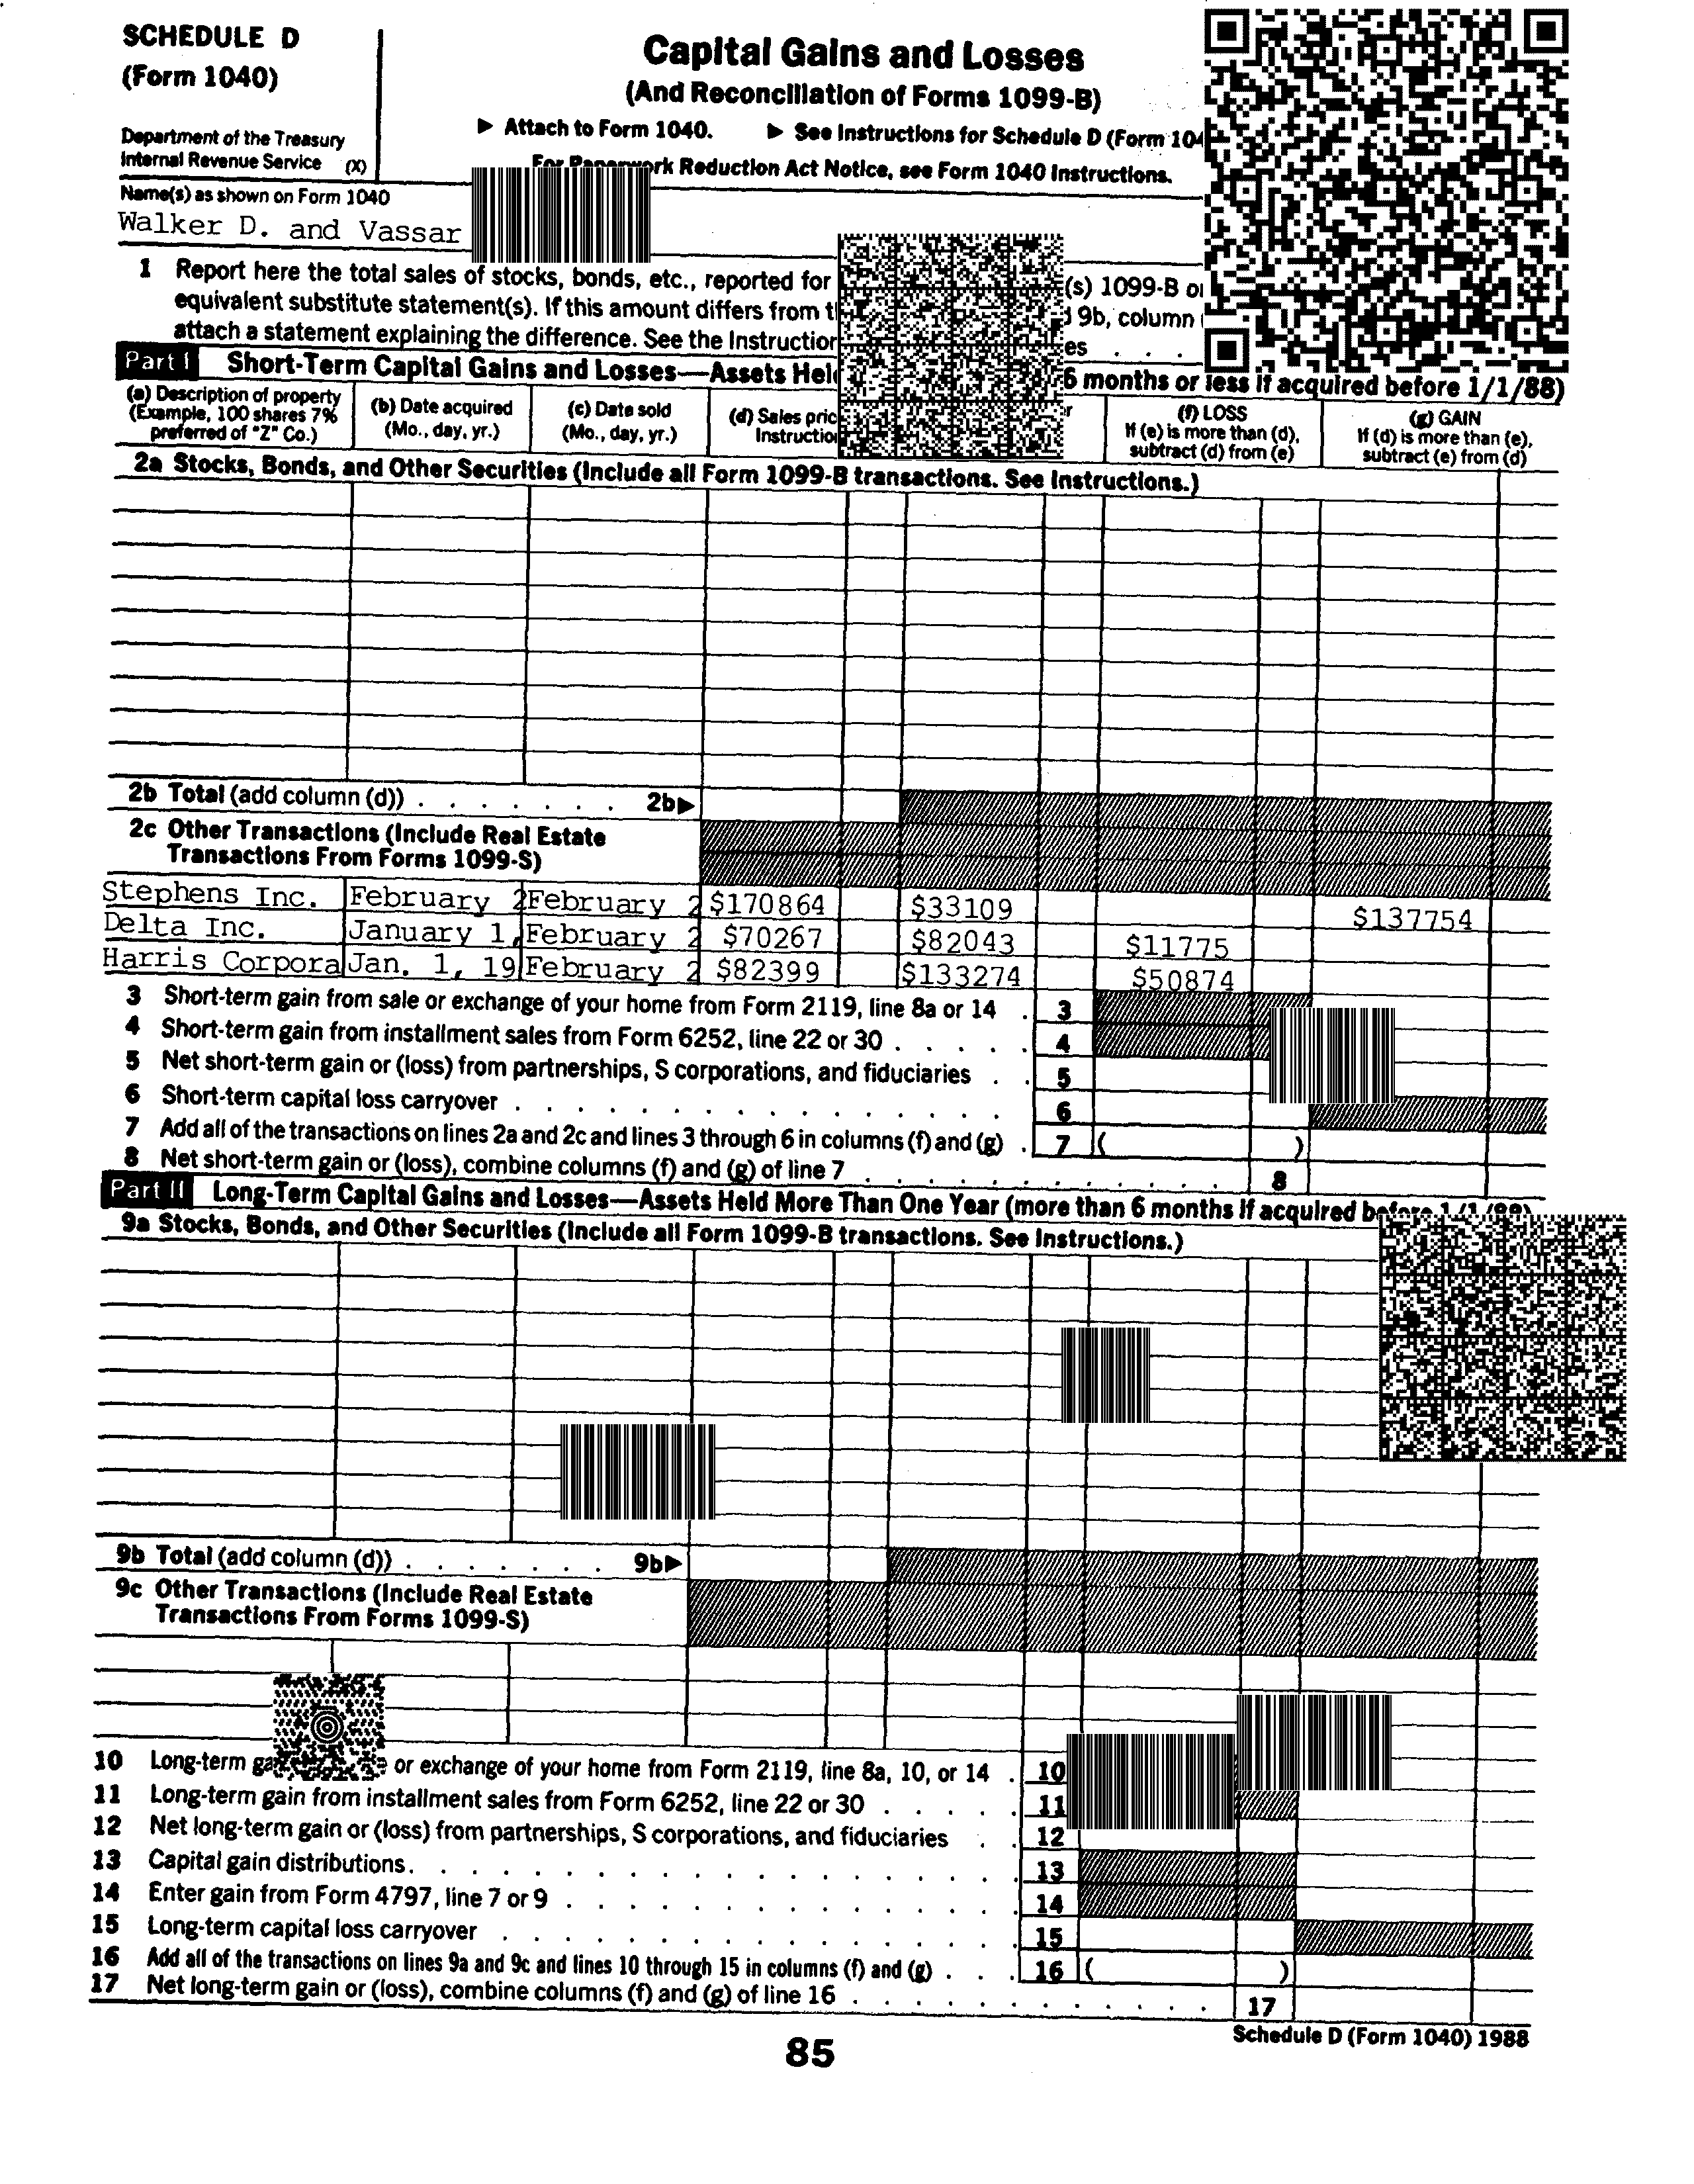 SCHEDULE D
(Form 1040)
Department of the Treasury
Internal Revenue Service (X)
Capital Gains and Losses
(And Reconciliation of Forms 1099-B)
► Attach to Form 1040. ► See Instructions for Schedule D (Form
Reduction Act Notice, see Form 1040 Instructions.
Name(s) as shown on Form 1040
Walker D. and Vassar
1 Report here the total sales of stocks, bonds, etc., reported for (s) 1099-B
equivalent substitute statement(s). If this amount differs from 9b, column
attach a statement explaining the difference. See the
Part I Short-Term Capital Gains and Losses—Assets 6 months or less if acquired before 1/1/88)
(a) Description of property
(Example, 100 shares 7%
preferred of "Z" Co.)
(b) Date acquired
(Mo., day, yr.)
(c) Date sold
(Mo., day, yr.)
(d) Sales
(f) LOSS
If (e) is more than (d),
subtract (d) from (e)
(g) GAIN
If (d) is more than (e),
subtract (e) from (d)
2a Stocks, Bonds, and Other Securities (Include all Form 1099-B transactions. See Instructions.)
2b Total (add column (d)) . . . . . . . 2b►
2c Other Transactions (Include Real Estate
Transactions From Forms 1099-S)
Stephens Inc. February 2 February 2 $170864 $33109 $137754
Delta Inc. January 1, February 2 $70267 $82043 $11775
Harris Corpora Jan. 1, 19 February 2 $82399 $133274 $50874
3 Short-term gain from sale or exchange of your home from Form 2119, line 8a or 14 . 3
4 Short-term gain from installment sales from Form 6252, line 22 or 30 . . . . . 4
5 Net short-term gain or (loss) from partnerships, S corporations, and fiduciaries . . 5
6 Short-term capital loss carryover . . . . . . . . . . . . . . . . 6
7 Add all of the transactions on lines 2a and 2c and lines 3 through 6 in columns (f) and (g) . 7 ( )
8 Net short-term gain or (loss), combine columns (f) and (g) of line 7 . . . . . . . . . . . . 8
Part II Long-Term Capital Gains and Losses—Assets Held More Than One Year (more than 6 months if acquired before 1/1/88)
9a Stocks, Bonds, and Other Securities (Include all Form 1099-B transactions. See Instructions.)
9b Total (add column (d)) . . . . . . . 9b►
9c Other Transactions (Include Real Estate
Transactions From Forms 1099-S)
10 Long-term or exchange of your home from Form 2119, line 8a, 10, or 14 . 10
11 Long-term gain from installment sales from Form 6252, line 22 or 30 . . . . . 11
12 Net long-term gain or (loss) from partnerships, S corporations, and fiduciaries . . 12
13 Capital gain distributions. . . . . . . . . . . . . . . . . . . 13
14 Enter gain from Form 4797, line 7 or 9 . . . . . . . . . . . . . . 14
15 Long-term capital loss carryover . . . . . . . . . . . . . . . . 15
16 Add all of the transactions on lines 9a and 9c and lines 10 through 15 in columns (f) and (g) . . . 16 ( )
17 Net long-term gain or (loss), combine columns (f) and (g) of line 16 . . . . . . . . . . . . 17
Schedule D (Form 1040) 1988
85